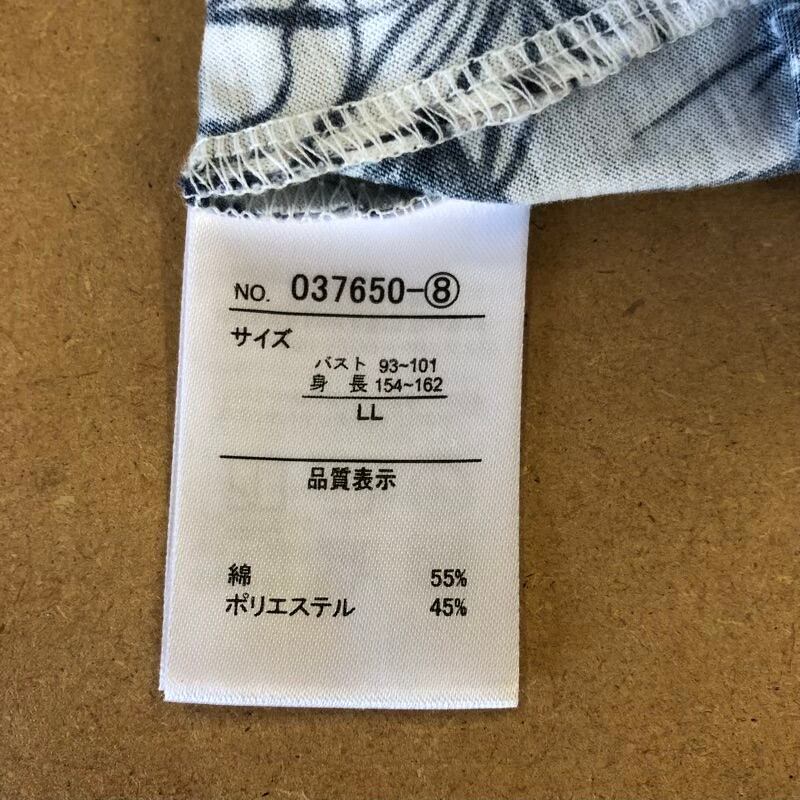 NO. 037650-⑧
サイズ
バスト 93~101
身 長 154~162
LL
品質表示
綿 55%
ポリエステル 45%